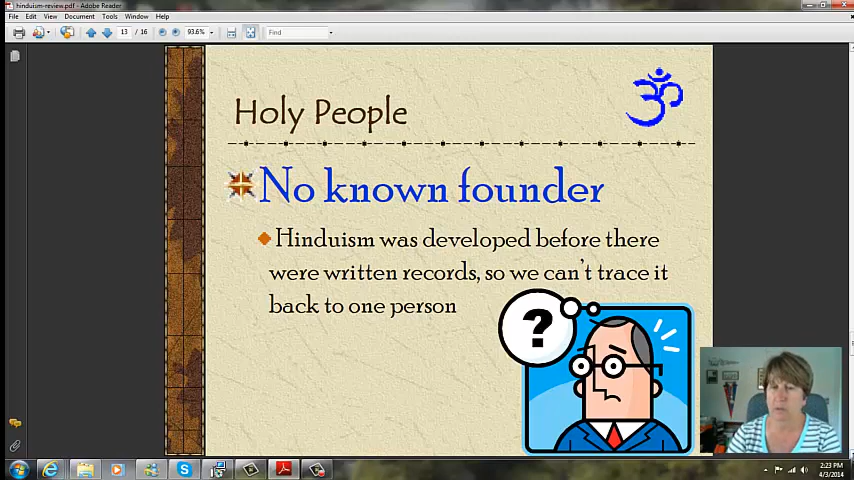 hinduism-review.pdf - Adobe Reader
File Edit View Document Tools Window Help
13 / 16 93.6% Find
Holy People
ॐ
No known founder
Hinduism was developed before there
were written records, so we can't trace it
back to one person
?
2:23 PM
4/3/2014